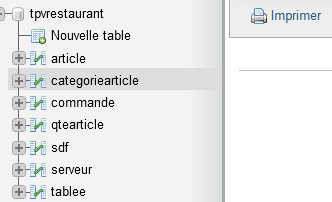 tpvrestaurant
Imprimer
Nouvelle table
article
categoriearticle
commande
qtearticle
sdf
serveur
tablee